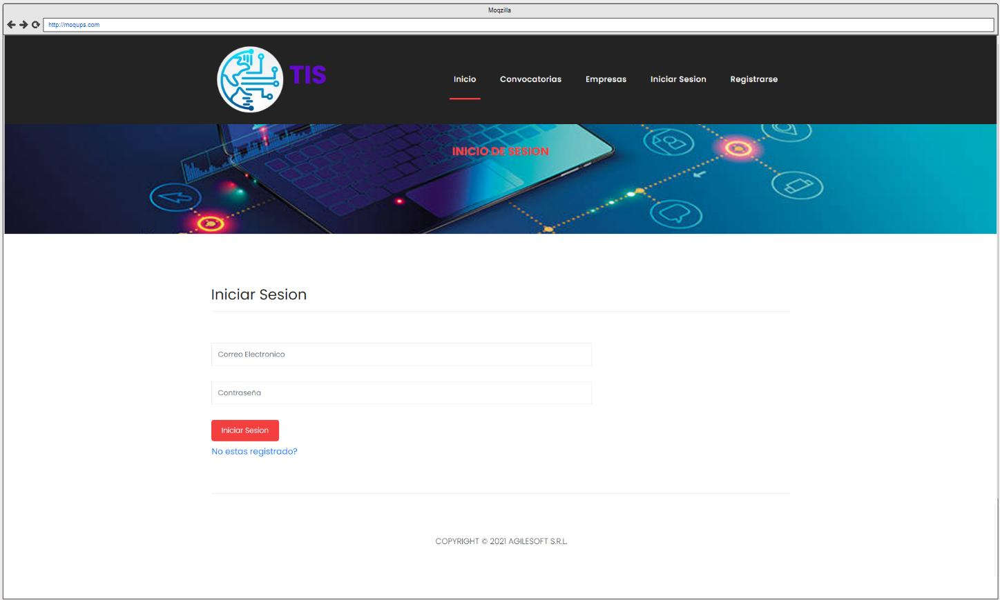 Moqzilla
http://moqups.com
TIS
Inicio Convocatorias Empresas Iniciar Sesion Registrarse
INICIO DE SESION
Iniciar Sesion
Correo Electronico
Contraseña
Iniciar Sesion
No estas registrado?
COPYRIGHT © 2021 AGILESOFT S.R.L.